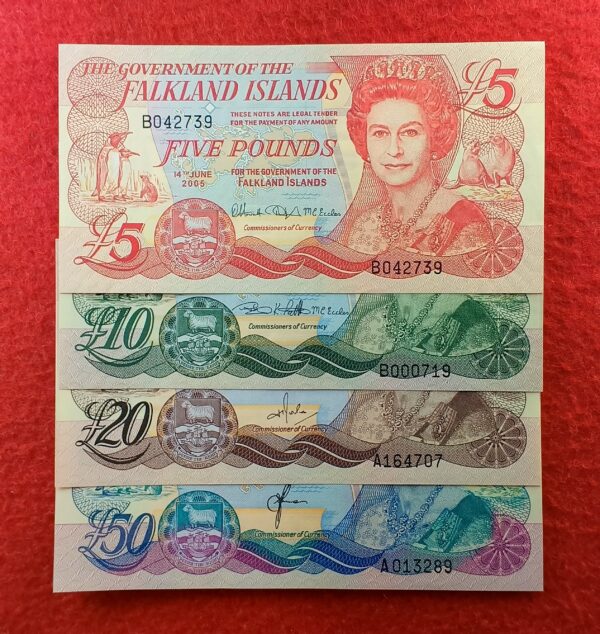 THE GOVERNMENT OF THE
FALKLAND ISLANDS
£5
B042739
THESE NOTES ARE LEGAL TENDER
FOR THE PAYMENT OF ANY AMOUNT
FIVE POUNDS
14TH JUNE
2005
FOR THE GOVERNMENT OF THE
FALKLAND ISLANDS
Commissioners of Currency
£5
B042739
£10
Commissioners of Currency
B000719
£20
Commissioner of Currency
A164707
£50
Commissioner of Currency
A013289